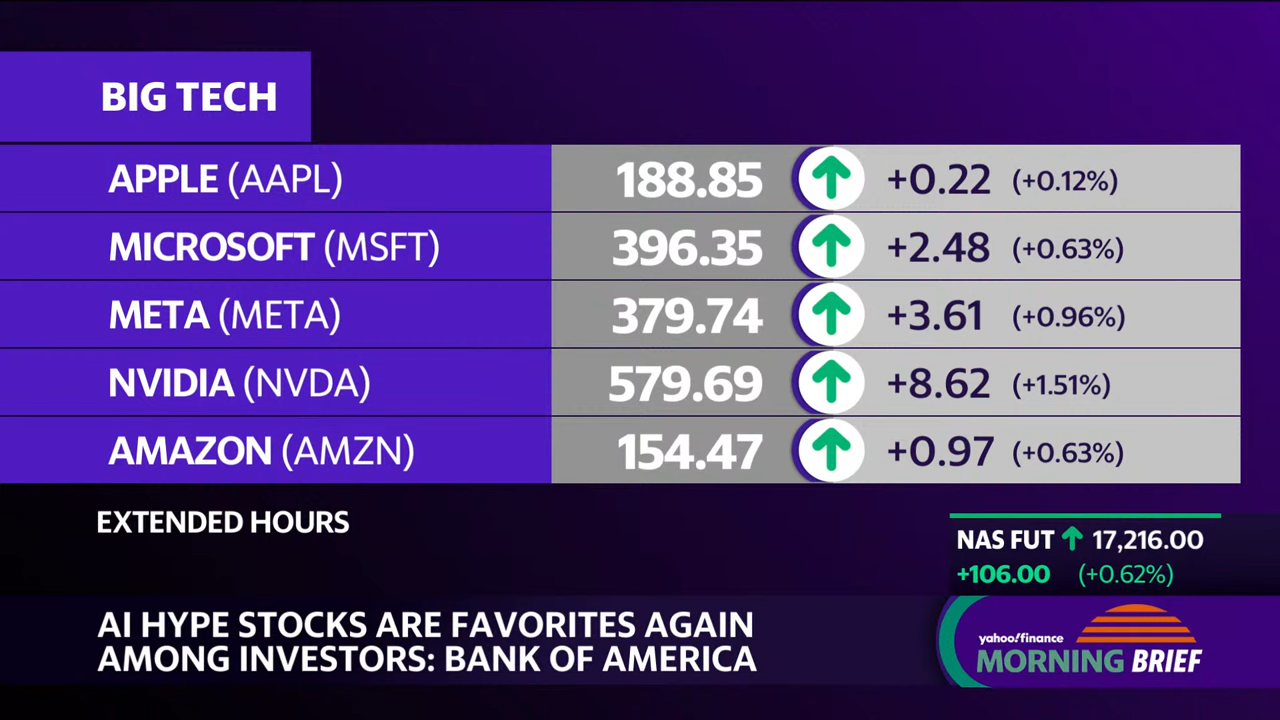 BIG TECH
APPLE (AAPL) 188.85 +0.22 (+0.12%)
MICROSOFT (MSFT) 396.35 +2.48 (+0.63%)
META (META) 379.74 +3.61 (+0.96%)
NVIDIA (NVDA) 579.69 +8.62 (+1.51%)
AMAZON (AMZN) 154.47 +0.97 (+0.63%)
EXTENDED HOURS
NAS FUT 17,216.00
+106.00 (+0.62%)
AI HYPE STOCKS ARE FAVORITES AGAIN
AMONG INVESTORS: BANK OF AMERICA
yahoo!finance
MORNING BRIEF